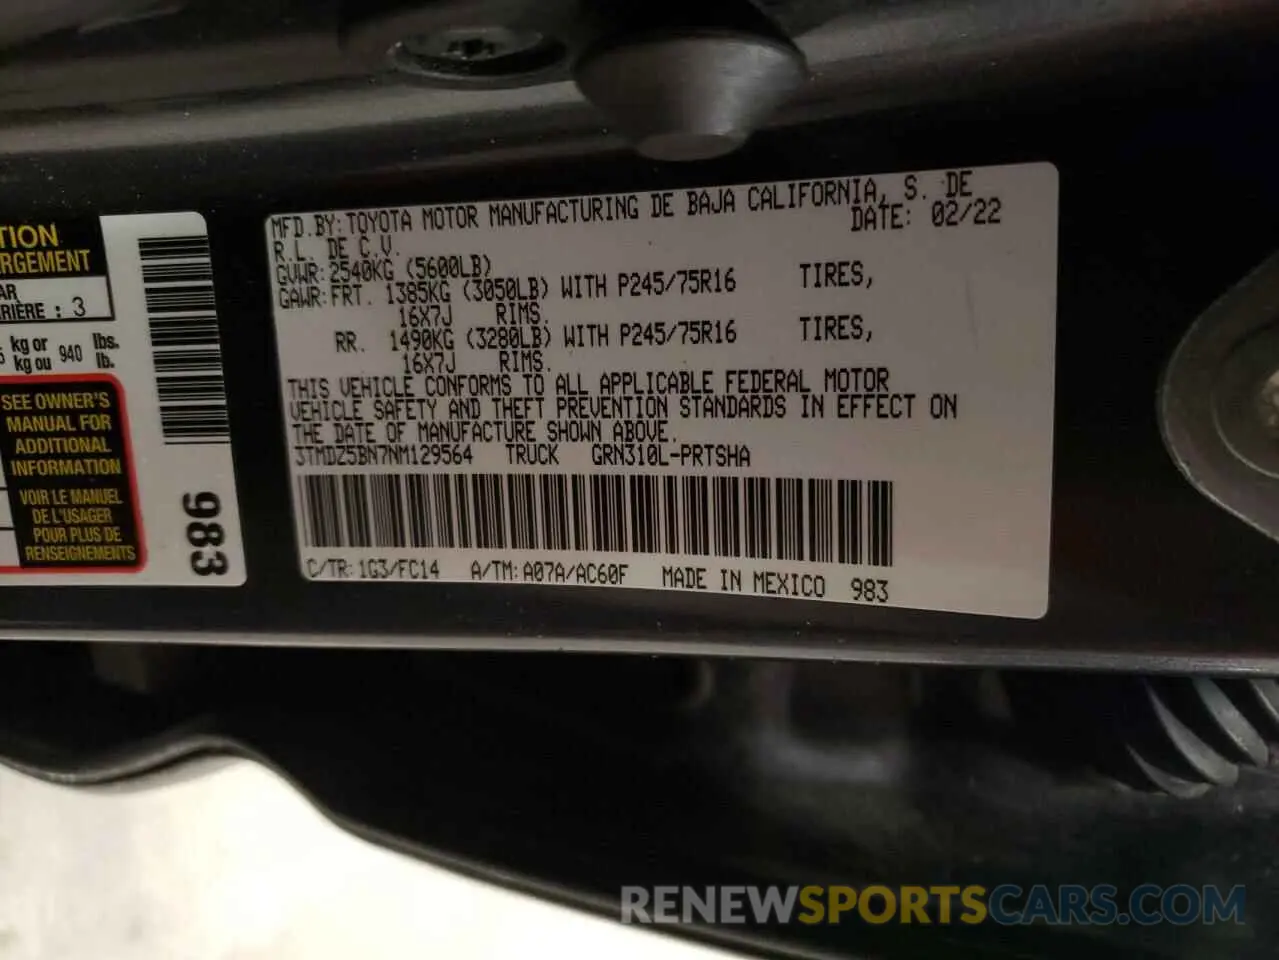 TION
RGEMENT
AR
RIÈRE : 3
kg or 940 lbs.
kg ou lb.
SEE OWNER'S
MANUAL FOR
ADDITIONAL
INFORMATION
VOIR LE MANUEL
DE L'USAGER
POUR PLUS DE
RENSEIGNEMENTS
983
MFD.BY:TOYOTA MOTOR MANUFACTURING DE BAJA CALIFORNIA, S. DE
R.L. DE C.V. DATE: 02/22
GVWR:2540KG (5600LB)
GAWR:FRT. 1385KG (3050LB) WITH P245/75R16 TIRES,
16X7J RIMS.
RR. 1490KG (3280LB) WITH P245/75R16 TIRES,
16X7J RIMS.
THIS VEHICLE CONFORMS TO ALL APPLICABLE FEDERAL MOTOR
VEHICLE SAFETY AND THEFT PREVENTION STANDARDS IN EFFECT ON
THE DATE OF MANUFACTURE SHOWN ABOVE.
3TMDZ5BN7NM129564 TRUCK GRN310L-PRTSHA
C/TR:1G3/FC14 A/TM:A07A/AC60F MADE IN MEXICO 983
RENEWSPORTSCARS.COM